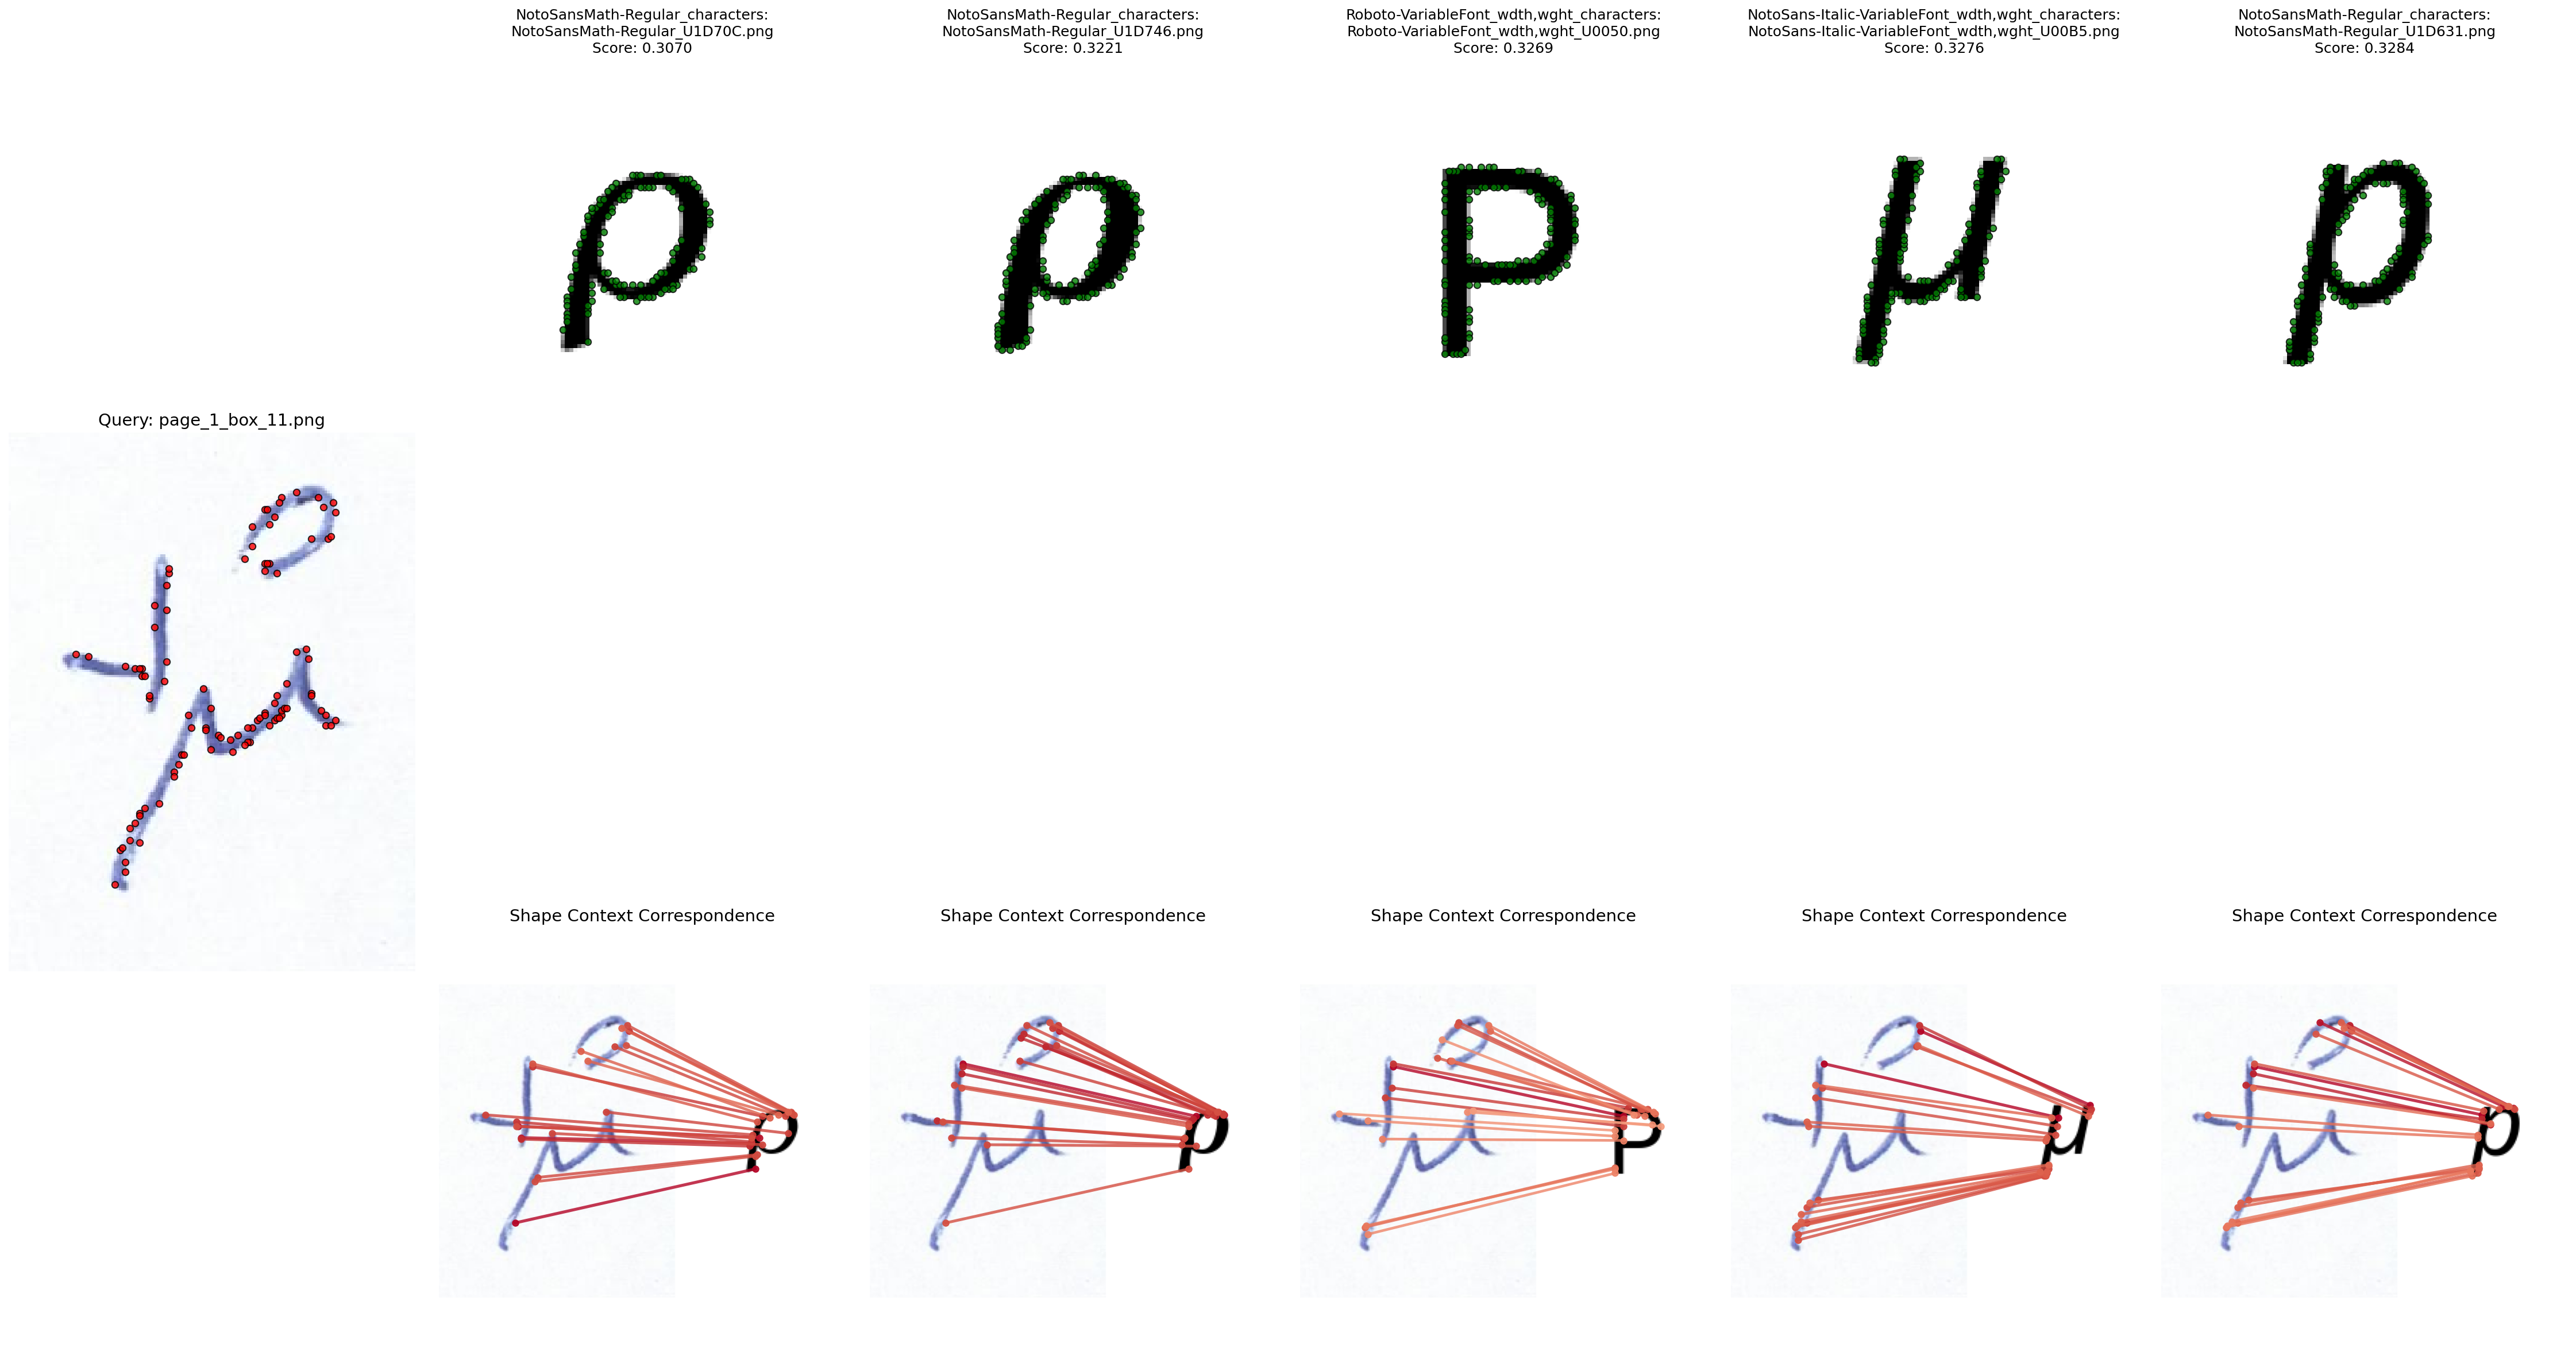 NotoSansMath-Regular_characters:
NotoSansMath-Regular_U1D70C.png
Score: 0.3070
NotoSansMath-Regular_characters:
NotoSansMath-Regular_U1D746.png
Score: 0.3221
Roboto-VariableFont_wdth,wght_characters:
Roboto-VariableFont_wdth,wght_U0050.png
Score: 0.3269
NotoSans-Italic-VariableFont_wdth,wght_characters:
NotoSans-Italic-VariableFont_wdth,wght_U00B5.png
Score: 0.3276
NotoSansMath-Regular_characters:
NotoSansMath-Regular_U1D631.png
Score: 0.3284
ρ ρ P µ p
Query: page_1_box_11.png
Shape Context Correspondence
Shape Context Correspondence
Shape Context Correspondence
Shape Context Correspondence
Shape Context Correspondence
ρ ρ P µ p